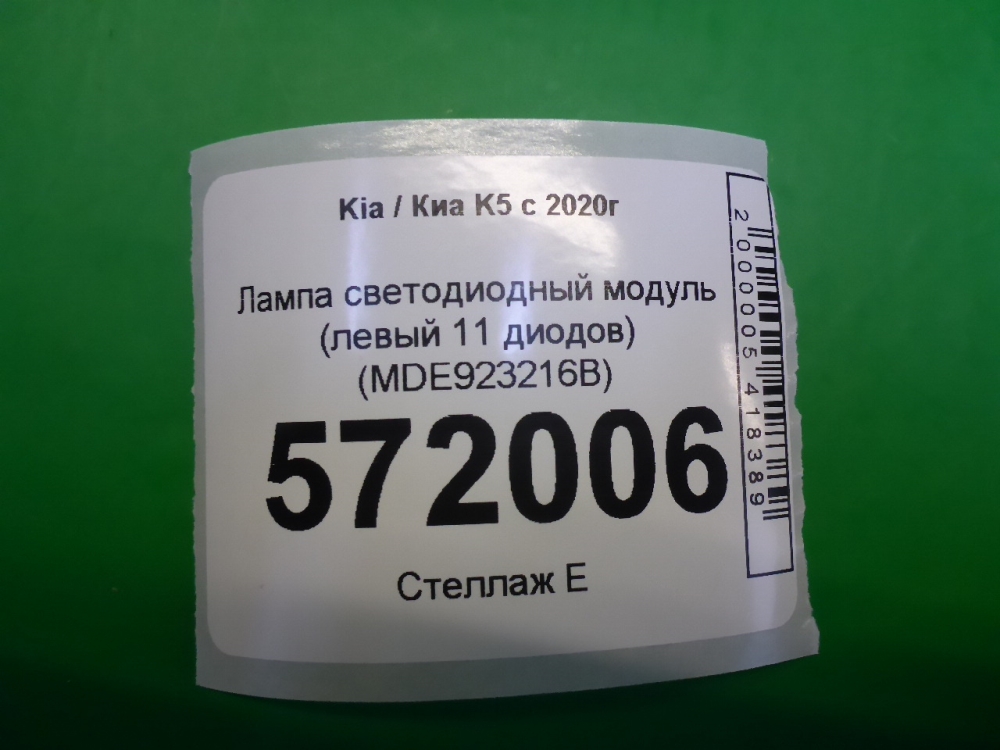 Kia / Киа K5 с 2020г
Лампа светодиодный модуль
(левый 11 диодов)
(MDE923216B)
572006
Стеллаж Е
2000005418389